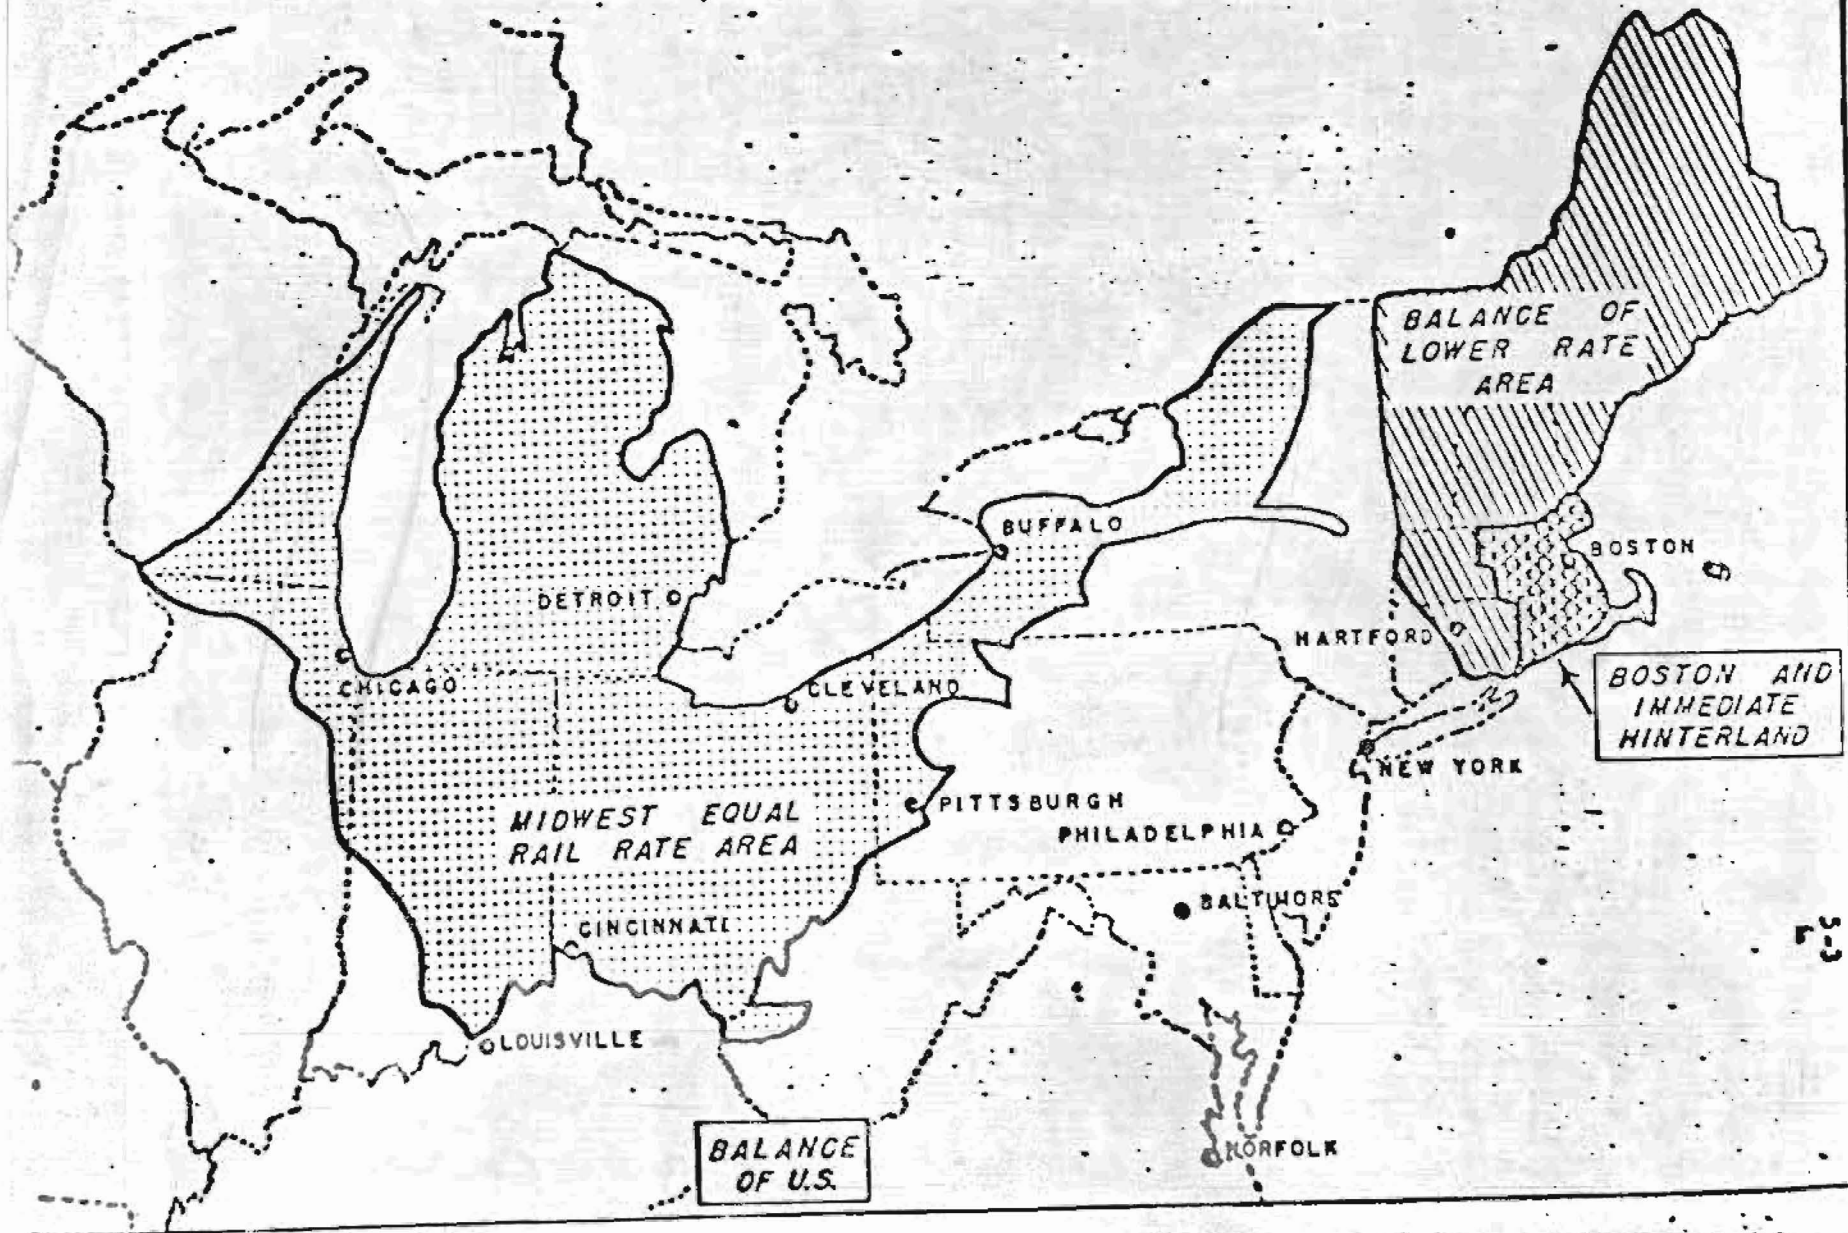 BALANCE OF
LOWER RATE
AREA
BUFFALO
BOSTON
DETROIT
HARTFORD
CHICAGO
CLEVELAND
BOSTON AND
IMMEDIATE
HINTERLAND
NEW YORK
MIDWEST EQUAL
RAIL RATE AREA
PITTSBURGH
PHILADELPHIA
BALTIMORE
CINCINNATI
LOUISVILLE
BALANCE
OF U.S.
NORFOLK